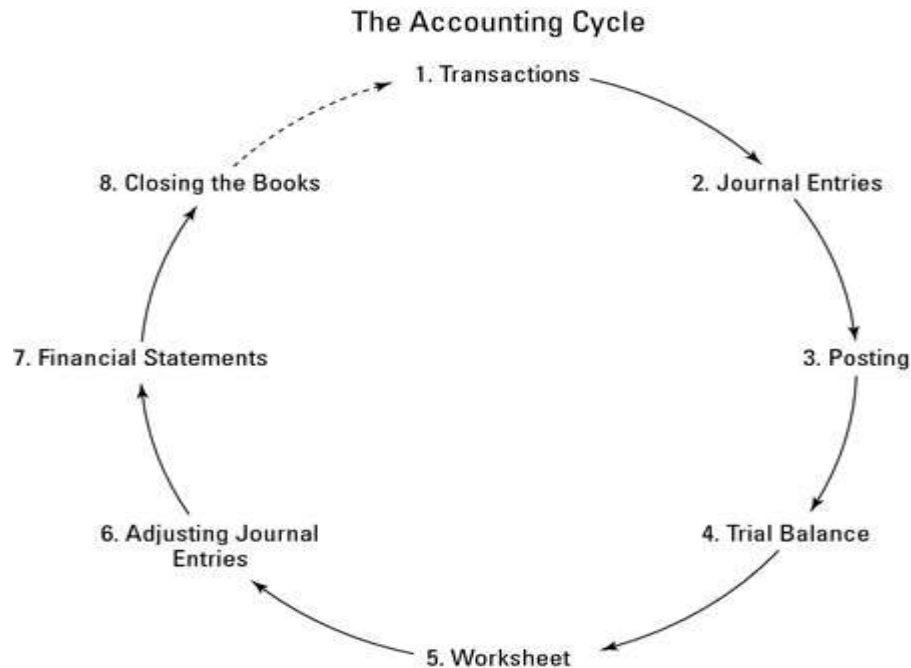 The Accounting Cycle
1. Transactions
2. Journal Entries
3. Posting
4. Trial Balance
5. Worksheet
6. Adjusting Journal
Entries
7. Financial Statements
8. Closing the Books